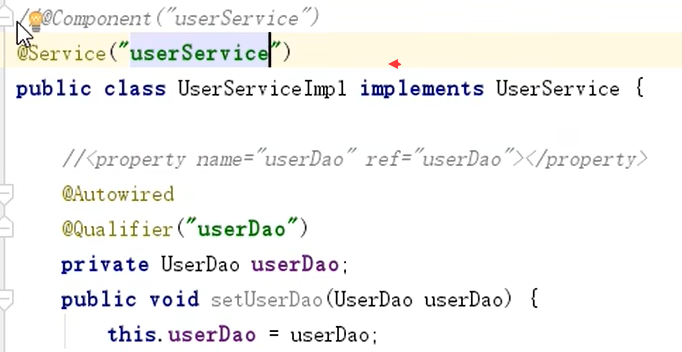 //@Component("userService")
@Service("userService")
public class UserServiceImpl implements UserService {
//<property name="userDao" ref="userDao"></property>
@Autowired
@Qualifier("userDao")
private UserDao userDao;
public void setUserDao(UserDao userDao) {
this.userDao = userDao;